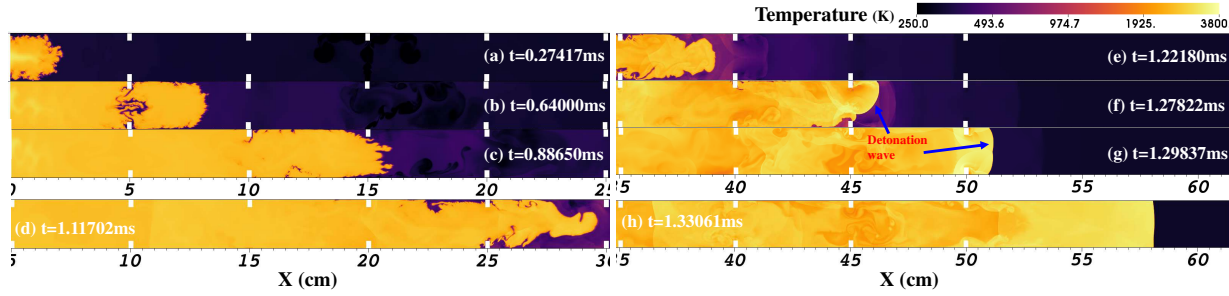 Temperature (K)
250.0 493.6 974.7 1925. 3800
(a) t=0.27417ms
(b) t=0.64000ms
(c) t=0.88650ms
0 5 10 15 20 25
(d) t=1.11702ms
5 10 15 20 25 30
X (cm)
(e) t=1.22180ms
(f) t=1.27822ms
Detonation
wave
(g) t=1.29837ms
35 40 45 50 55 60
(h) t=1.33061ms
35 40 45 50 55 60
X (cm)